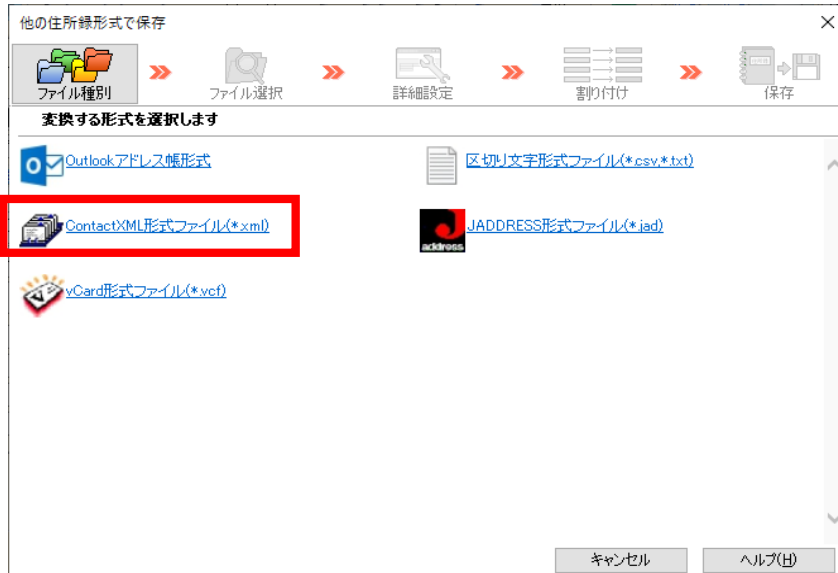 他の住所録形式で保存
ファイル種別
ファイル選択
詳細設定
割り付け
保存
変換する形式を選択します
Outlookアドレス帳形式
区切り文字形式ファイル(*.csv,*.txt)
ContactXML形式ファイル(*.xml)
J
address
JADDRESS形式ファイル(*.jad)
vCard形式ファイル(*.vcf)
キャンセル
ヘルプ(H)